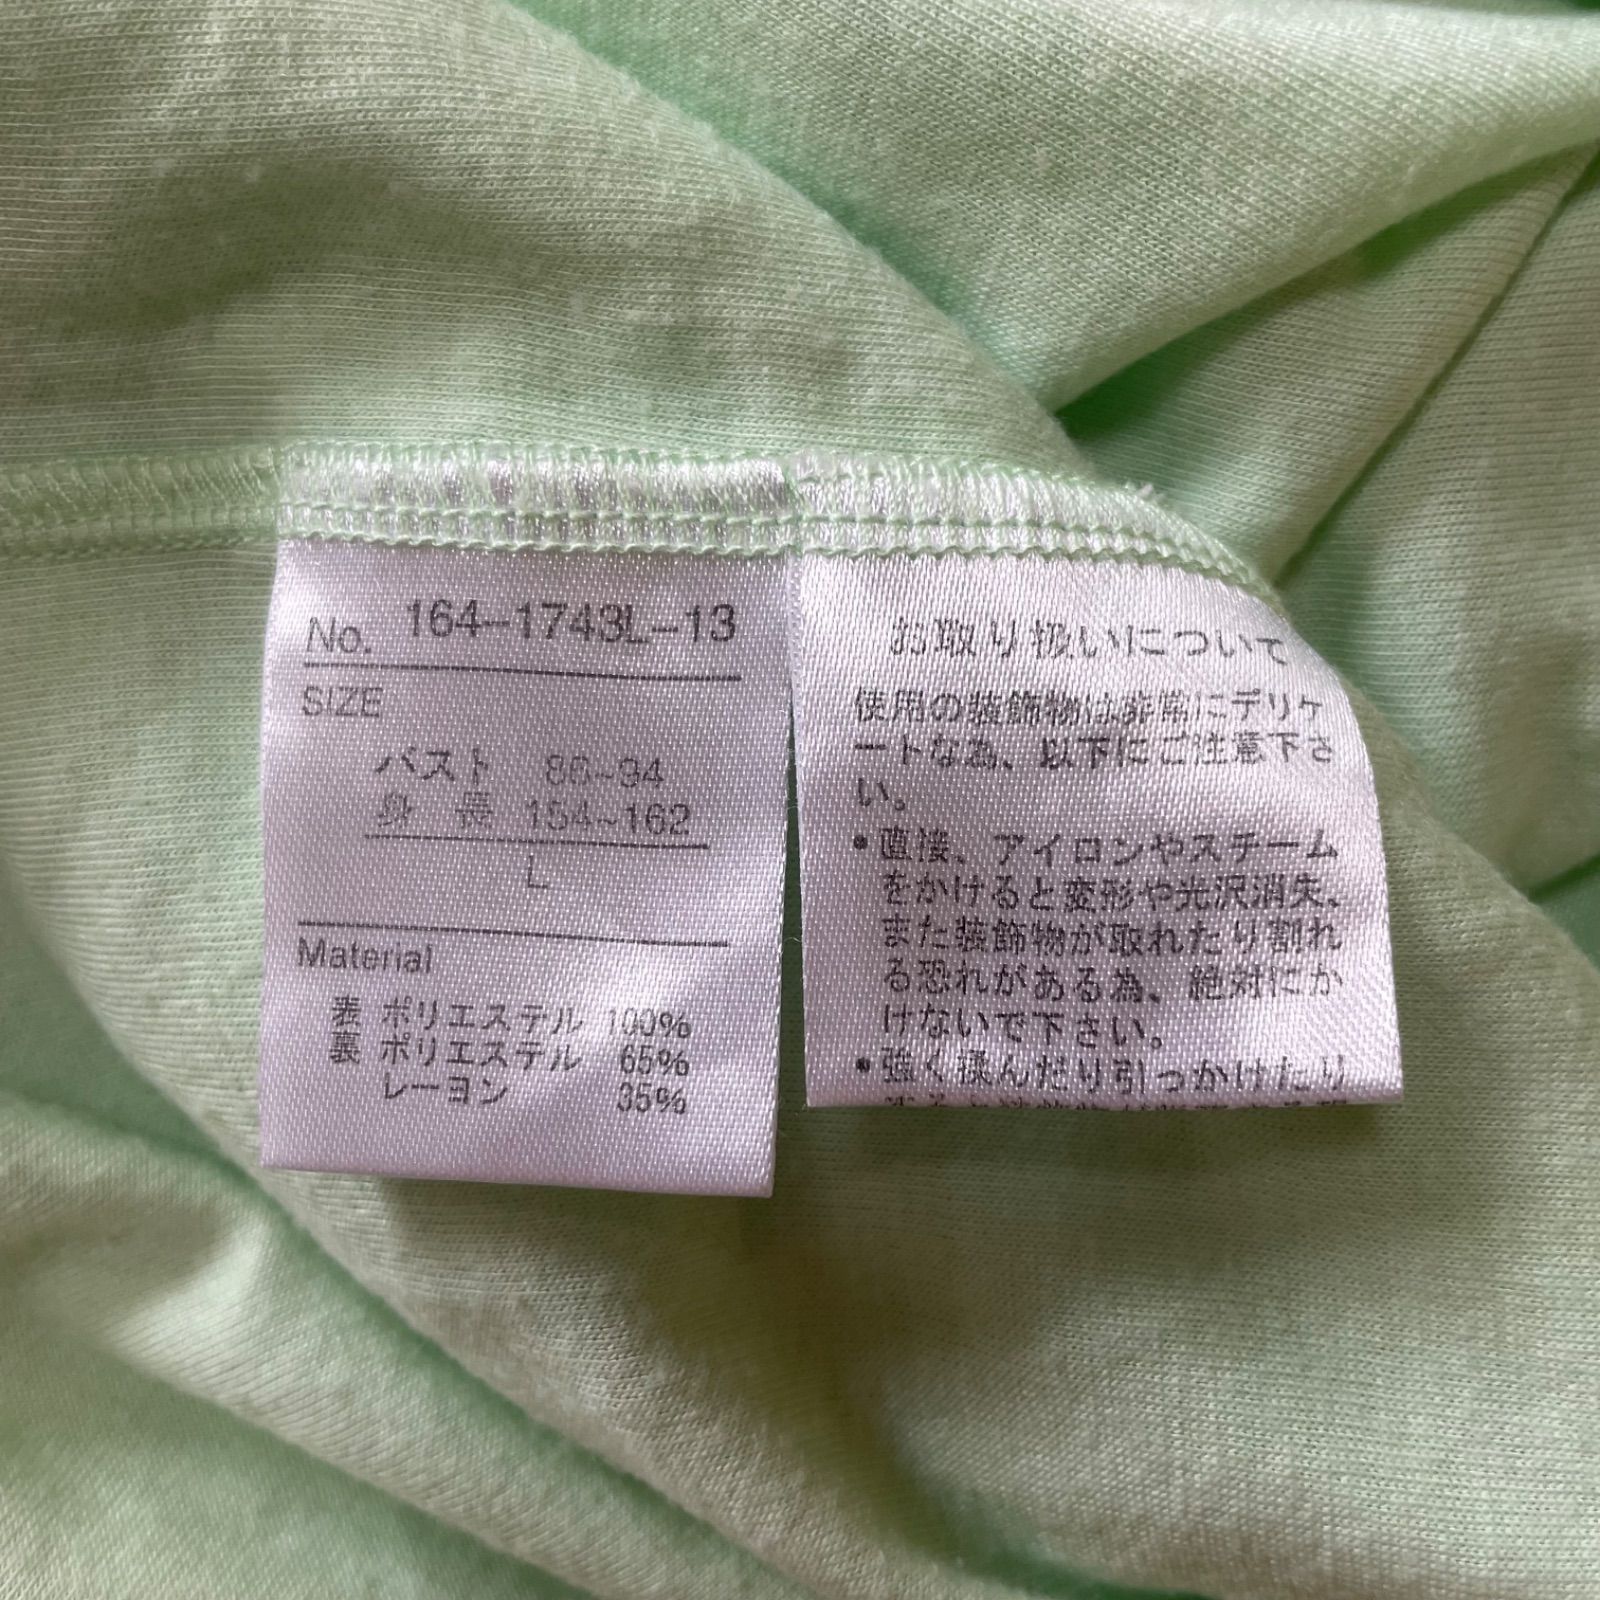 No. 164-1743L-13
SIZE
バスト 86~94
身 長 154~162
L
Material
表 ポリエステル 100%
裏 ポリエステル 65%
レーヨン 35%
お取り扱いについて
使用の装飾物は非常にデリケ
ートな為、以下にご注意下さ
い。
•直接、アイロンやスチーム
をかけると変形や光沢消失、
また装飾物が取れたり割れ
る恐れがある為、絶対にか
けないで下さい。
•強く揉んだり引っかけたり